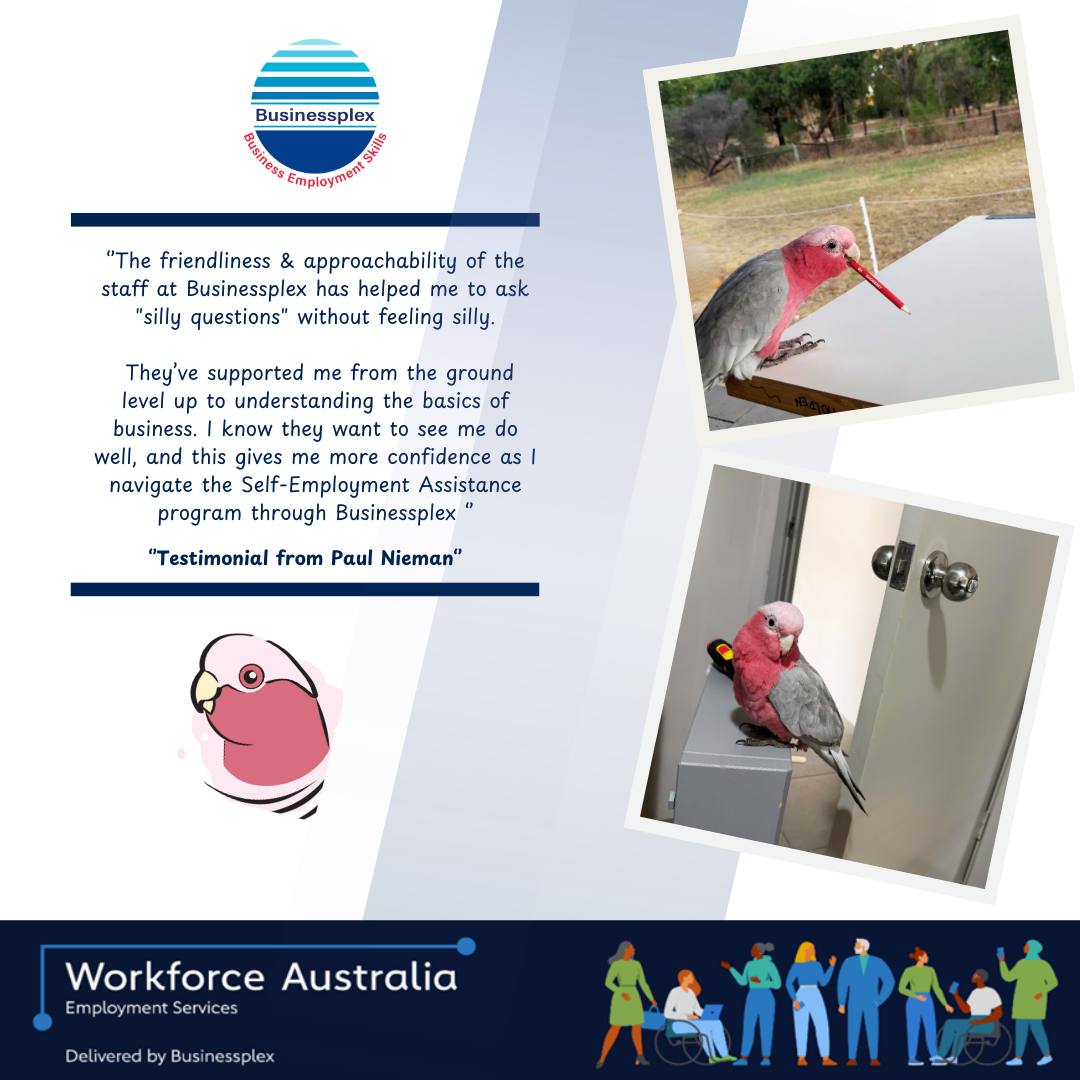 Businessplex
Business Employment Skills
“The friendliness & approachability of the
staff at Businessplex has helped me to ask
"silly questions" without feeling silly.
They’ve supported me from the ground
level up to understanding the basics of
business. I know they want to see me do
well, and this gives me more confidence as I
navigate the Self-Employment Assistance
program through Businessplex “
“Testimonial from Paul Nieman“
Workforce Australia
Employment Services
Delivered by Businessplex